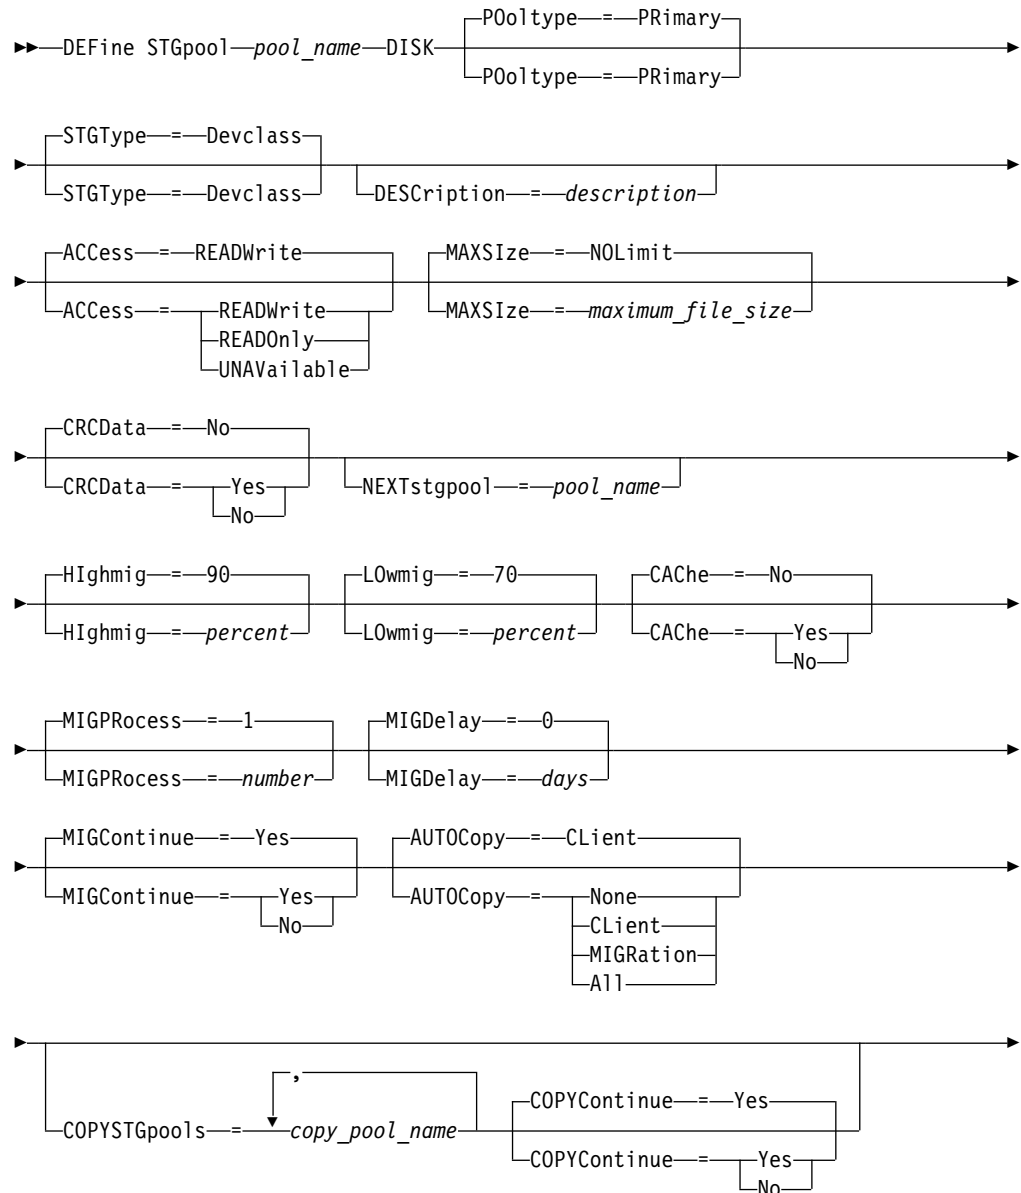 POoltype = PRimary
DEFine STGpool pool_name DISK
POoltype = PRimary
STGType = Devclass
STGType = Devclass
DESCription = description
ACCess = READWrite
MAXSIze = NOLimit
ACCess = READWrite
MAXSIze = maximum_file_size
READOnly
UNAVailable
CRCData = No
CRCData = Yes
NEXTstgpool = pool_name
No
HIghmig = 90
LOwmig = 70
CAChe = No
HIghmig = percent
LOwmig = percent
CAChe = Yes
No
MIGPRocess = 1
MIGDelay = 0
MIGPRocess = number
MIGDelay = days
MIGContinue = Yes
AUTOCopy = CLient
MIGContinue = Yes
AUTOCopy = None
No
CLient
MIGRation
All
,
COPYContinue = Yes
COPYSTGpools = copy_pool_name
COPYContinue = Yes
No